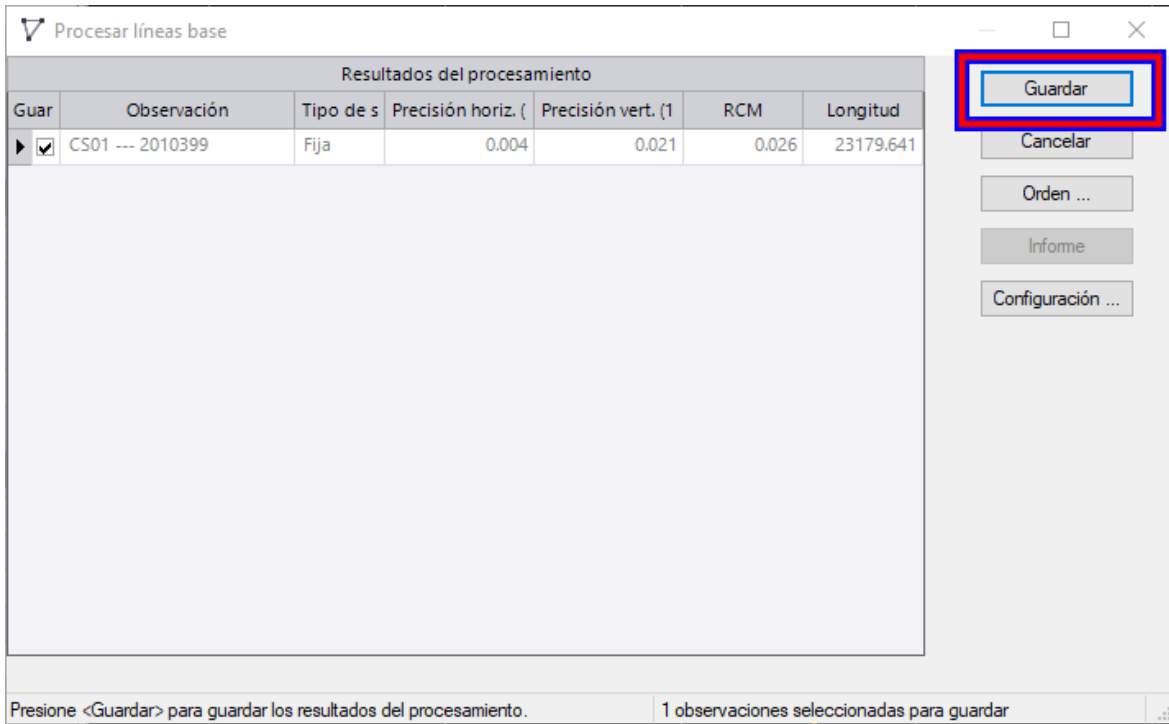 Procesar líneas base
Resultados del procesamiento
Guar Observación Tipo de s Precisión horiz. ( Precisión vert. (1 RCM Longitud
CS01 --- 2010399 Fija 0.004 0.021 0.026 23179.641
Guardar
Cancelar
Orden ...
Informe
Configuración ...
Presione <Guardar> para guardar los resultados del procesamiento. 1 observaciones seleccionadas para guardar